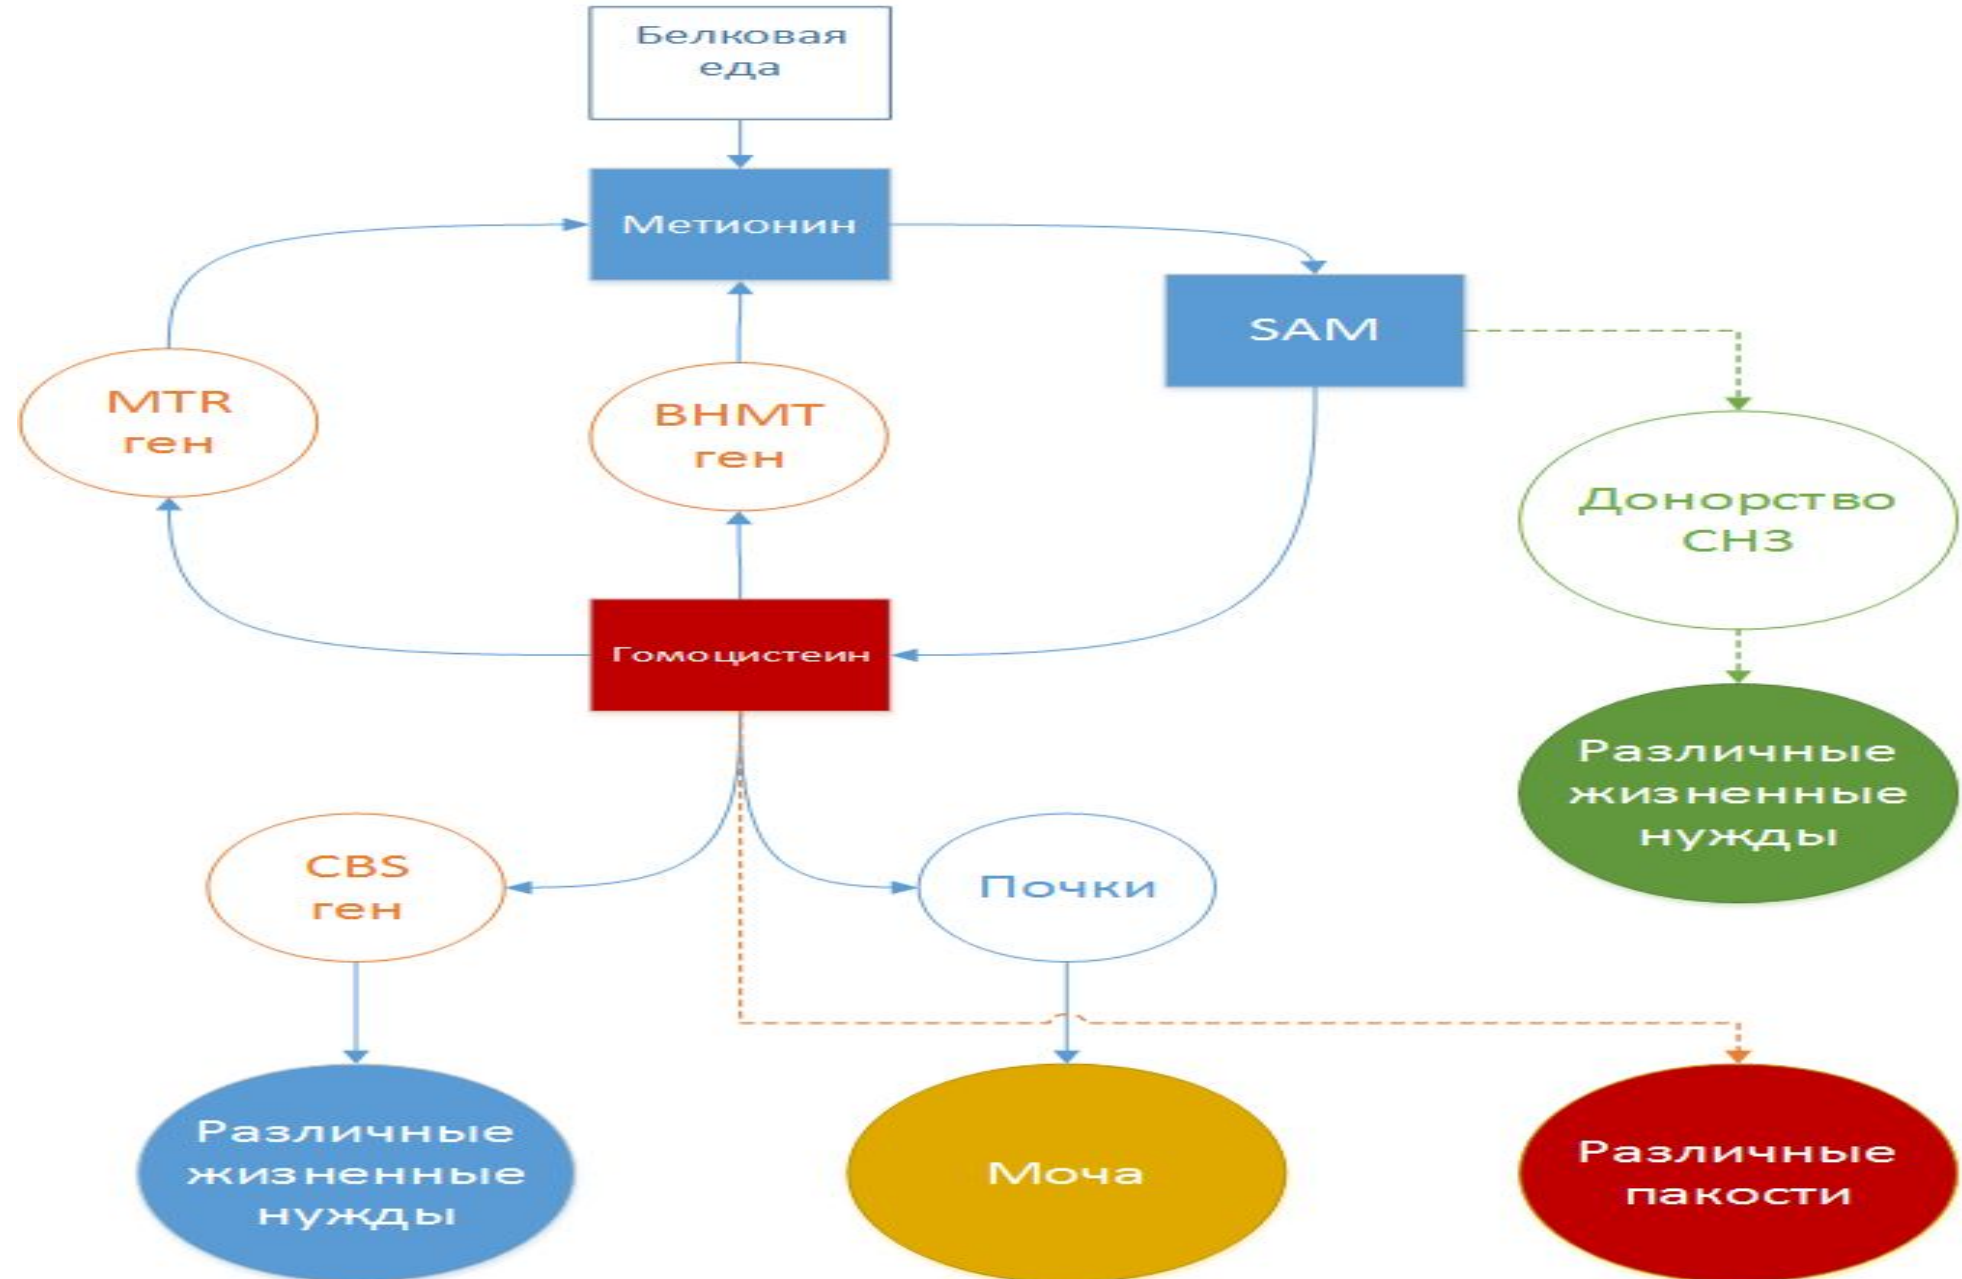 Белковая
еда
Метионин
SAM
MTR
ген
BHMT
ген
Донорство
CH3
Гомоцистеин
Различные
жизненные
нужды
CBS
ген
Почки
Различные
жизненные
нужды
Моча
Различные
пакости